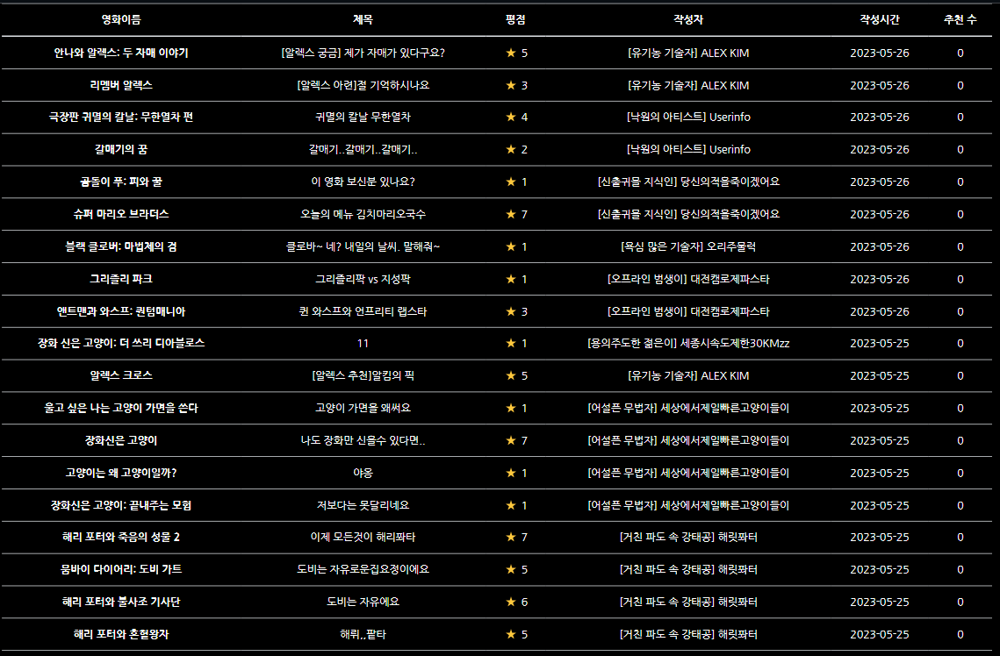 영화이름 제목 평점 작성자 작성시간 추천 수
안나와 알렉스: 두 자매 이야기 [알렉스 궁금] 제가 자매가 있다구요? ★ 5 [유기농 기술자] ALEX KIM 2023-05-26 0
리멤버 알렉스 [알렉스 아련]절 기억하시나요 ★ 3 [유기농 기술자] ALEX KIM 2023-05-26 0
극장판 귀멸의 칼날: 무한열차 편 귀멸의 칼날 무한열차 ★ 4 [낙원의 아티스트] Userinfo 2023-05-26 0
갈매기의 꿈 갈매기..갈매기..갈매기.. ★ 2 [낙원의 아티스트] Userinfo 2023-05-26 0
곰돌이 푸: 피와 꿀 이 영화 보신분 있나요? ★ 1 [신출귀몰 지식인] 당신의적을죽이겠어요 2023-05-26 0
슈퍼 마리오 브라더스 오늘의 메뉴 김치마리오국수 ★ 7 [신출귀몰 지식인] 당신의적을죽이겠어요 2023-05-26 0
블랙 클로버: 마법제의 검 클로바~ 네? 내일의 날씨. 말해줘~ ★ 1 [욕심 많은 기술자] 오리주물럭 2023-05-26 0
그리즐리 파크 그리즐리팍 vs 지성팍 ★ 1 [오프라인 범생이] 대전캠로제파스타 2023-05-26 0
앤트맨과 와스프: 퀀텀매니아 퀸 와스프와 언프리티 랩스타 ★ 3 [오프라인 범생이] 대전캠로제파스타 2023-05-26 0
장화 신은 고양이: 더 쓰리 디아블로스 11 ★ 1 [용의주도한 젊은이] 세종시속도제한30KMzz 2023-05-25 0
알렉스 크로스 [알렉스 추천]알킴의 픽 ★ 5 [유기농 기술자] ALEX KIM 2023-05-25 0
울고 싶은 나는 고양이 가면을 쓴다 고양이 가면을 왜써요 ★ 1 [어설픈 무법자] 세상에서제일빠른고양이들이 2023-05-25 0
장화신은 고양이 나도 장화만 신을수 있다면.. ★ 7 [어설픈 무법자] 세상에서제일빠른고양이들이 2023-05-25 0
고양이는 왜 고양이일까? 야옹 ★ 1 [어설픈 무법자] 세상에서제일빠른고양이들이 2023-05-25 0
장화신은 고양이: 끝내주는 모험 저보다는 못달리네요 ★ 1 [어설픈 무법자] 세상에서제일빠른고양이들이 2023-05-25 0
해리 포터와 죽음의 성물 2 이제 모든것이 해리퐈타 ★ 7 [거친 파도 속 강태공] 해릿퐈터 2023-05-25 0
뭄바이 다이어리: 도비 가트 도비는 자유로운집요정이에요 ★ 5 [거친 파도 속 강태공] 해릿퐈터 2023-05-25 0
해리 포터와 불사조 기사단 도비는 자유에요 ★ 6 [거친 파도 속 강태공] 해릿퐈터 2023-05-25 0
해리 포터와 혼혈왕자 해뤼,,팥타 ★ 5 [거친 파도 속 강태공] 해릿퐈터 2023-05-25 0